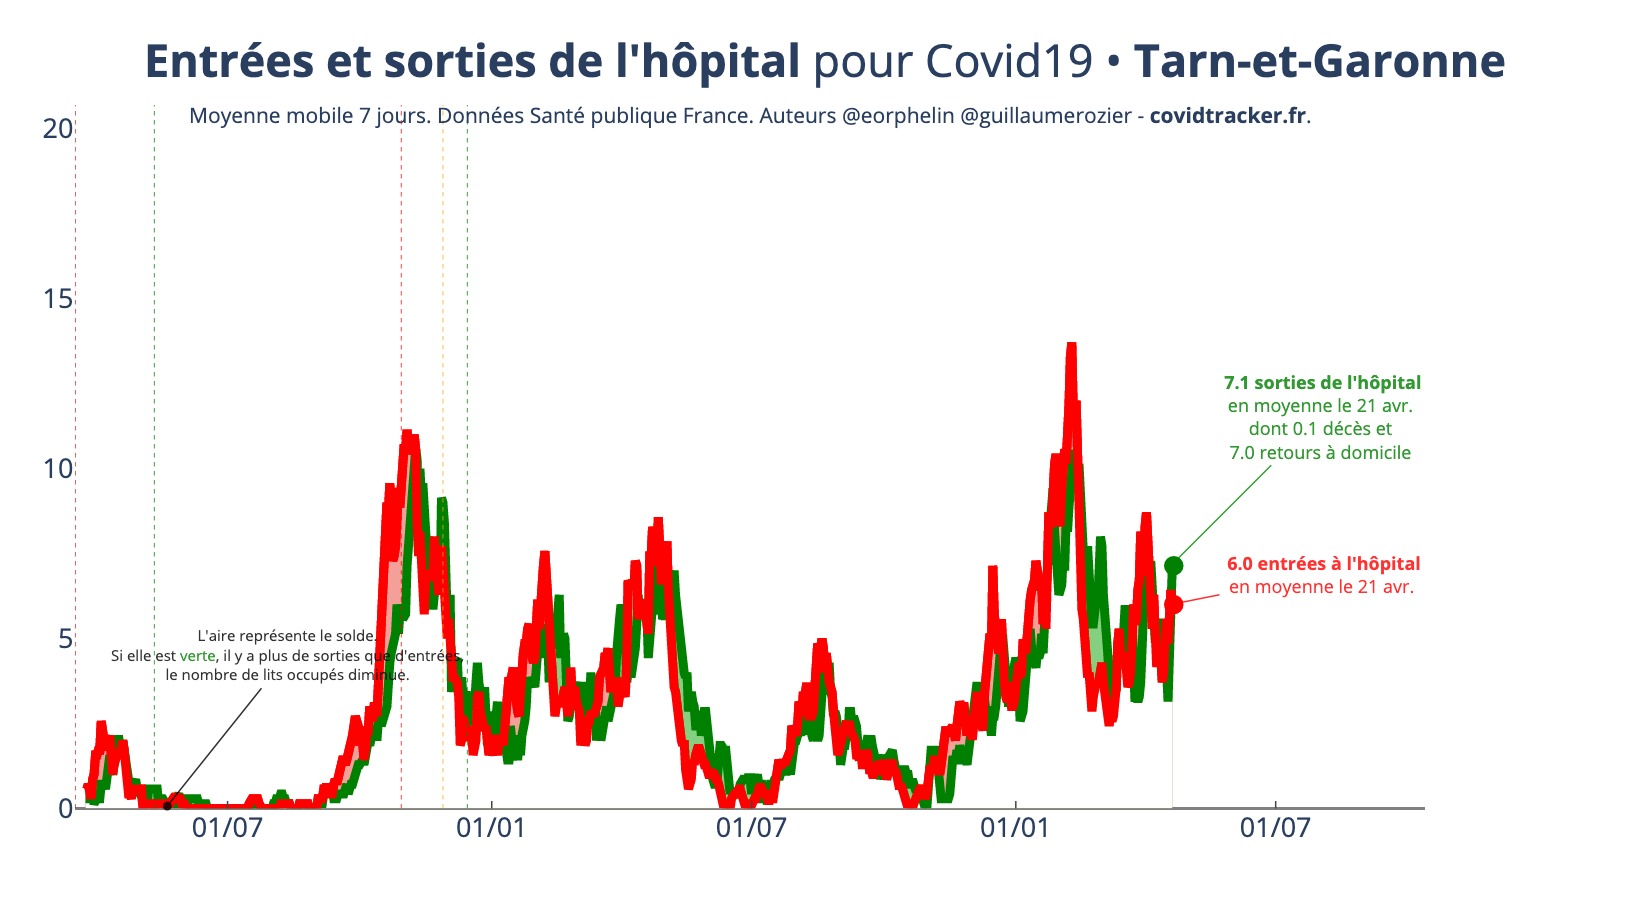 Entrées et sorties de l'hôpital pour Covid19 • Tarn-et-Garonne
Moyenne mobile 7 jours. Données Santé publique France. Auteurs @eorphelin @guillaumerozier - covidtracker.fr.
20
15
10
5
0
7.1 sorties de l'hôpital
en moyenne le 21 avr.
dont 0.1 décès et
7.0 retours à domicile
6.0 entrées à l'hôpital
en moyenne le 21 avr.
L'aire représente le solde.
Si elle est verte, il y a plus de sorties que d'entrées,
le nombre de lits occupés diminue.
01/07
01/01
01/07
01/01
01/07